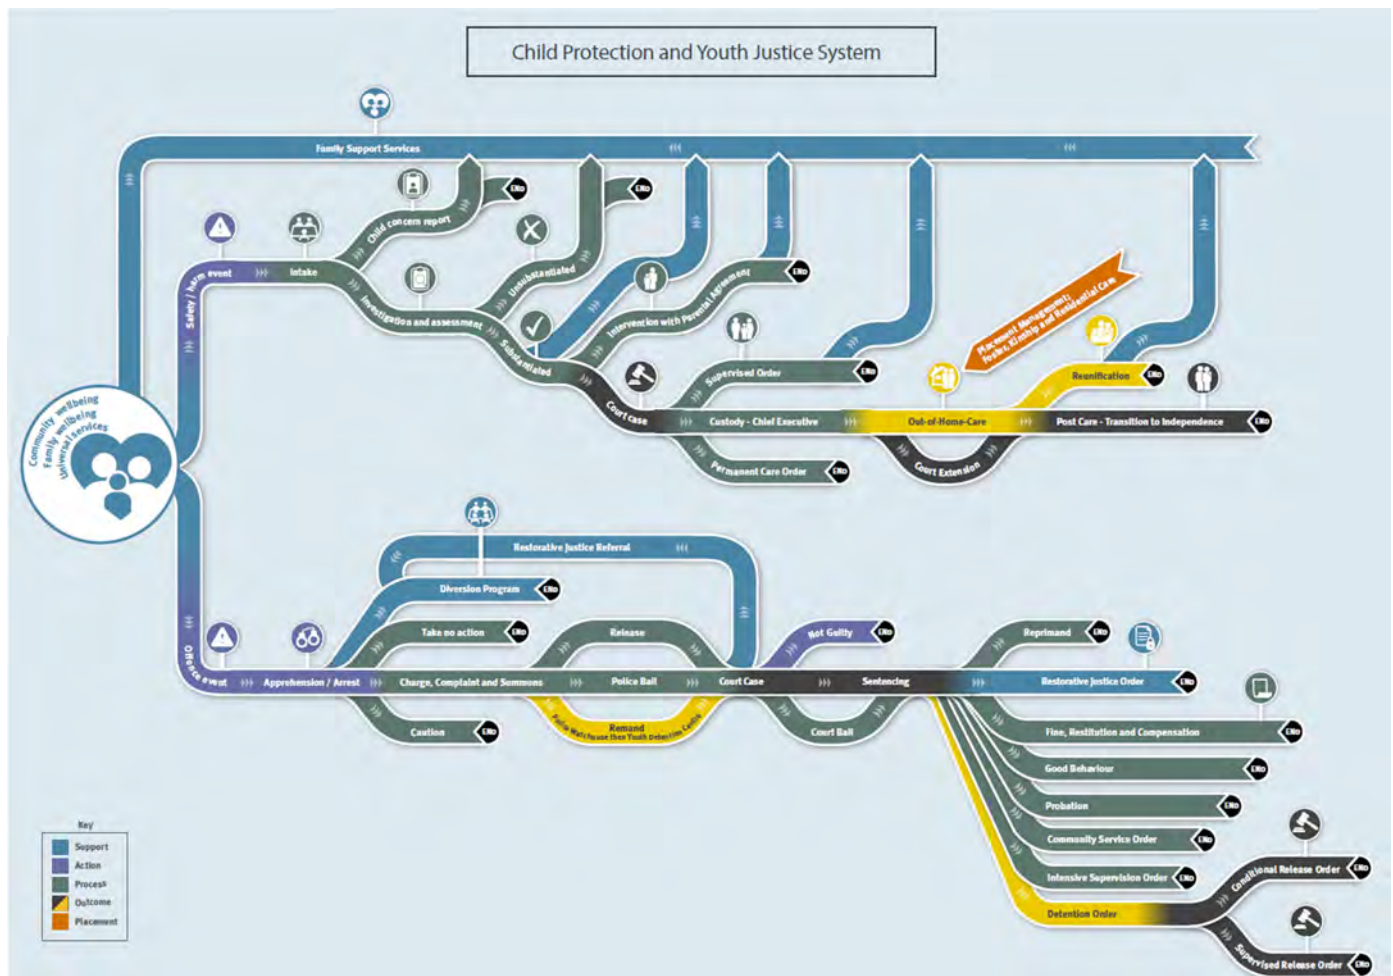 Child Protection and Youth Justice System
Family Support Services
END
END
Child concern report
Safety / harm event
Intake
Unsubstantiated
Investigation and assessment
Substantiated
Intervention with Parental Agreement
END
Placement Management;
Foster, Kinship and Residential Care
Supervised Order
END
Reunification
END
Court case
Custody - Chief Executive
Out-of-Home-Care
Post Care - Transition to Independence
END
Permanent Care Order
END
Court Extension
Community wellbeing
Family wellbeing
Universal services
Restorative Justice Referral
Diversion Program
END
Take no action
END
Release
Not Guilty
END
Reprimand
END
Offence event
Apprehension / Arrest
Charge, Complaint and Summons
Police Bail
Court Case
Sentencing
Restorative Justice Order
END
Caution
END
Remand
Police Watchouse then Youth Detention Centre
Court Bail
Fine, Restitution and Compensation
END
Good Behaviour
END
Probation
END
Community Service Order
END
Intensive Supervision Order
END
Detention Order
Conditional Release Order
END
Supervised Release Order
END
Key
Support
Action
Process
Outcome
Placement